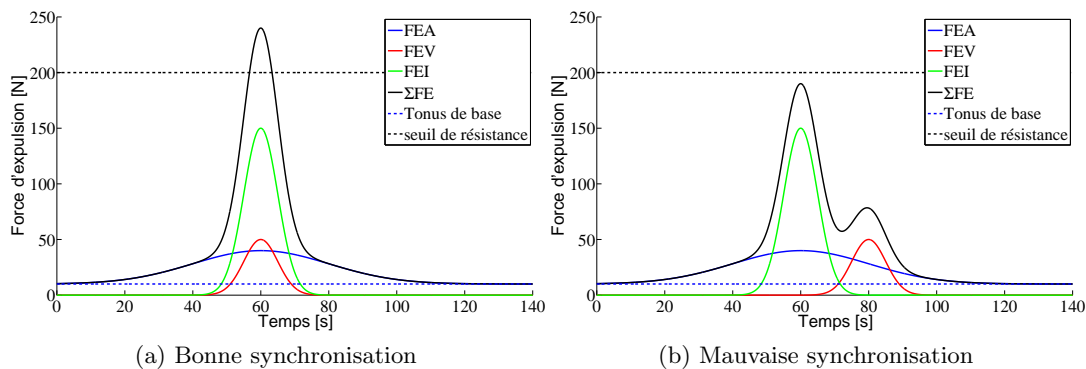 Force d'expulsion [N]
250
200
150
100
50
0
0 20 40 60 80 100 120 140
Temps [s]
FEA
FEV
FEI
ΣFE
Tonus de base
seuil de résistance
(a) Bonne synchronisation
Force d'expulsion [N]
250
200
150
100
50
0
0 20 40 60 80 100 120 140
Temps [s]
FEA
FEV
FEI
ΣFE
Tonus de base
seuil de résistance
(b) Mauvaise synchronisation